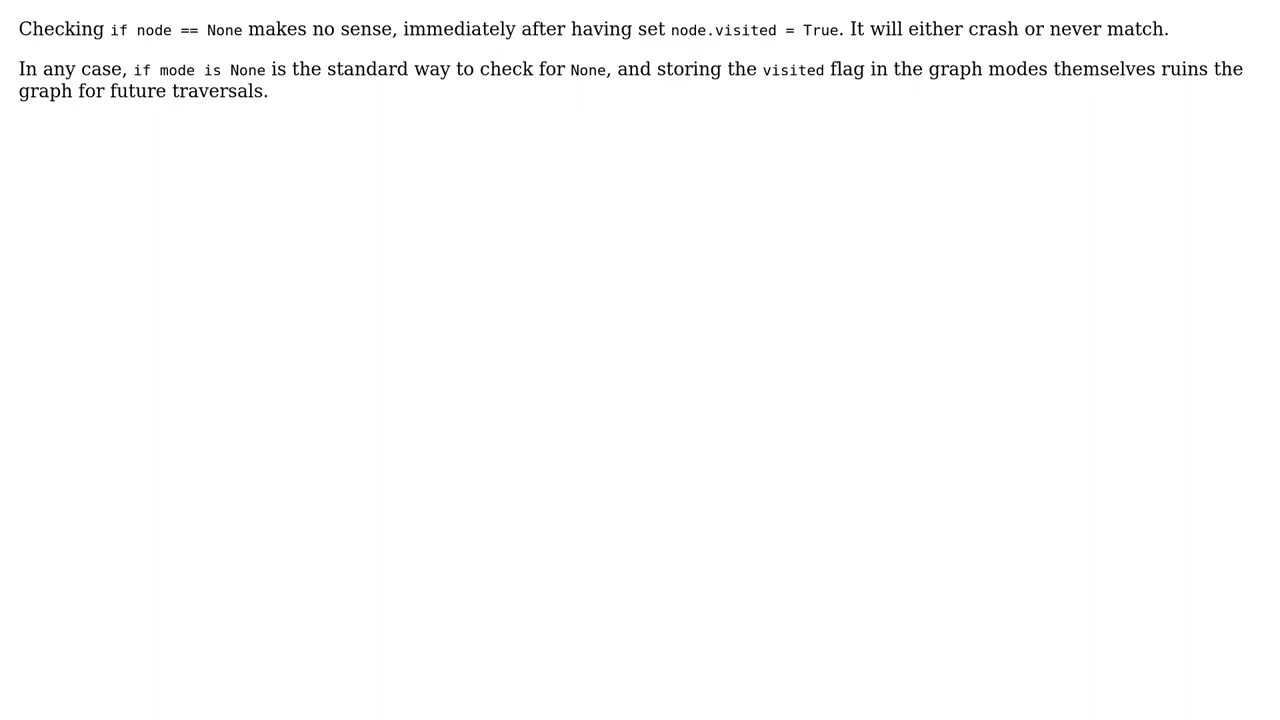 Checking if node == None makes no sense, immediately after having set node.visited = True. It will either crash or never match.
In any case, if mode is None is the standard way to check for None, and storing the visited flag in the graph modes themselves ruins the
graph for future traversals.